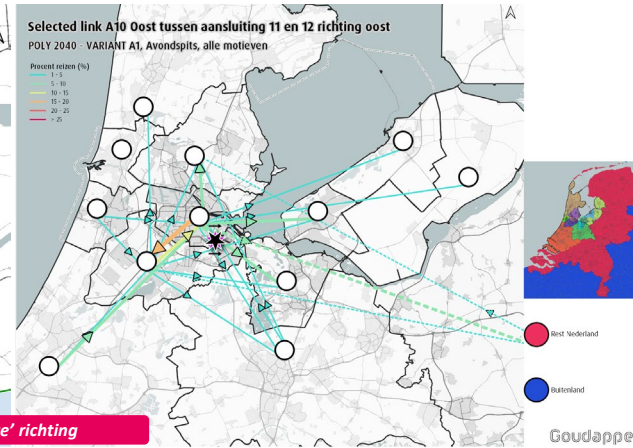 Selected link A10 Oost tussen aansluiting 11 en 12 richting oost
POLY 2040 - VARIANT A1, Avondspits, alle motieven
Procent reizen (%)
1 - 5
5 - 10
10 - 15
15 - 20
20 - 25
> 25
Rest Nederland
Buitenland
e' richting
Goudappe